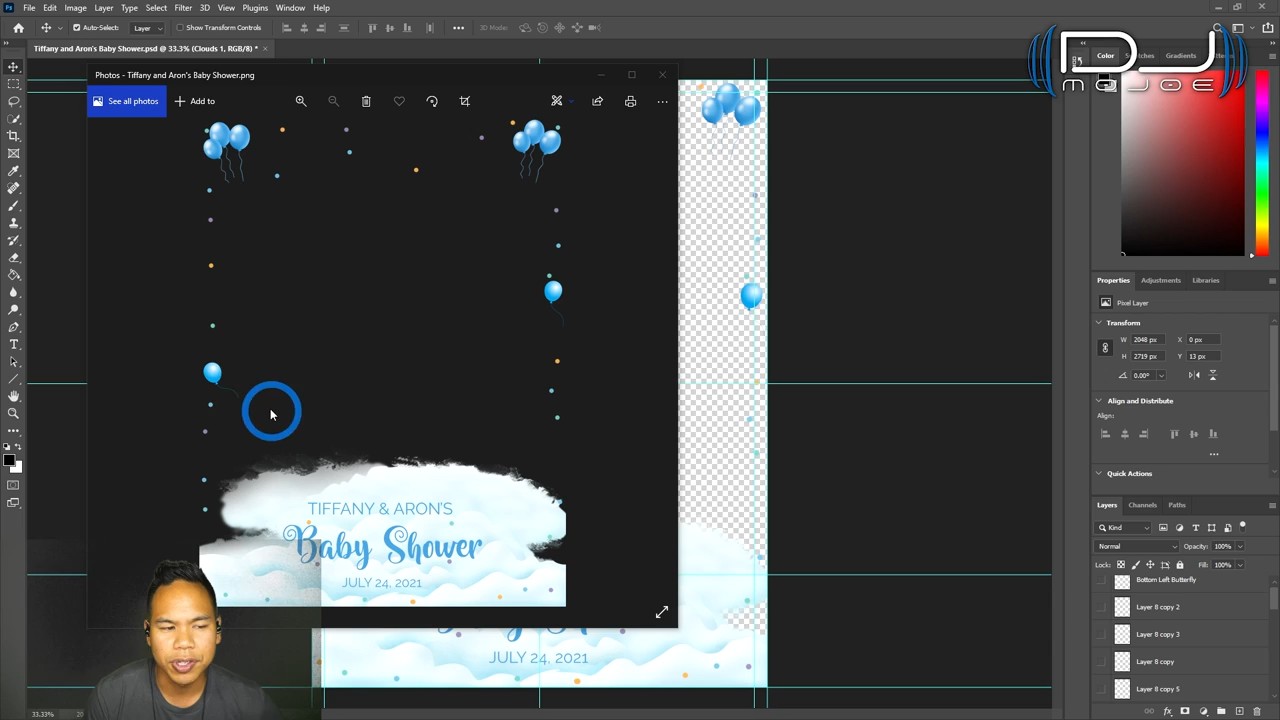 File Edit Image Layer Type Select Filter 3D View Plugins Window Help
Auto-Select: Layer Show Transform Controls 3D Mode:
Tiffany and Aron's Baby Shower.psd @ 33.3% (Clouds 1, RGB/8) *
DJ
MOJOE
Color Gradients
Photos - Tiffany and Aron's Baby Shower.png
See all photos
Add to
TIFFANY & ARON'S
Baby Shower
JULY 24, 2021
JULY 24, 2021
Properties Adjustments Libraries
Pixel Layer
Transform
W 2048 px X 0 px
H 2719 px Y 13 px
0.00°
Align and Distribute
Align:
Quick Actions
Layers Channels Paths
Kind
Normal Opacity: 100%
Lock: Fill: 100%
Bottom Left Butterfly
Layer 8 copy 2
Layer 8 copy 3
Layer 8 copy
Layer 8 copy 5
33.33%